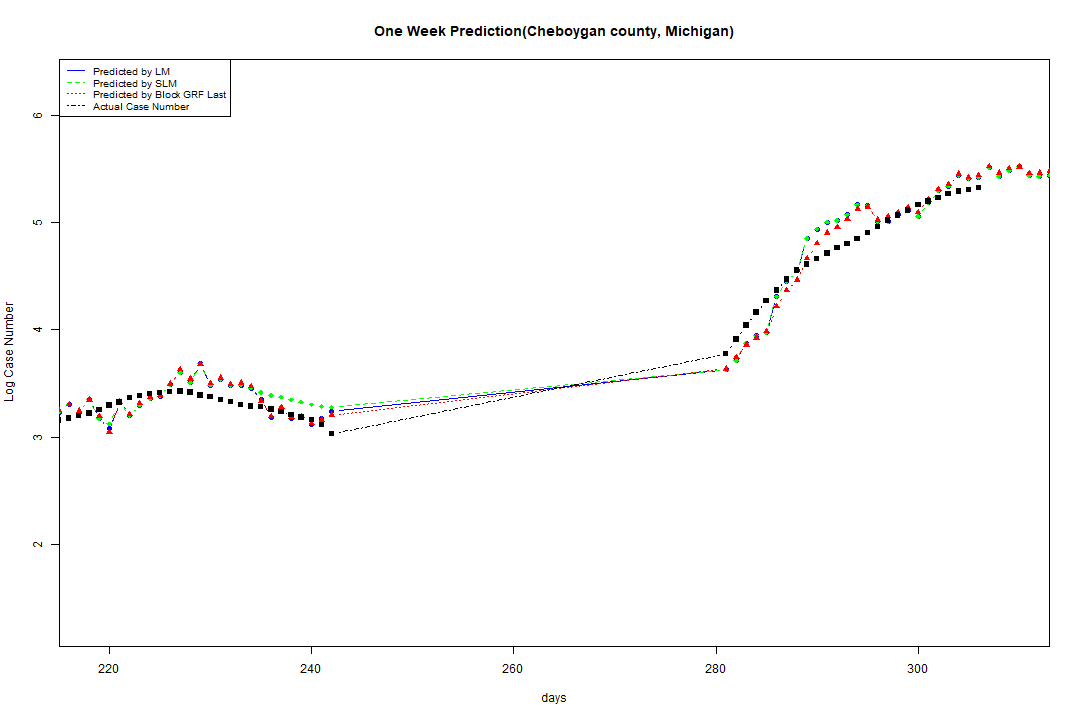 One Week Prediction(Cheboygan county, Michigan)
Predicted by LM
Predicted by SLM
Predicted by Block GRF Last
Actual Case Number
6
5
4
3
2
Log Case Number
220 240 260 280 300
days